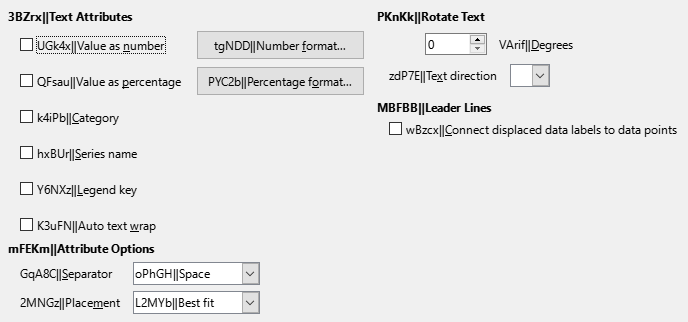 3BZrx||Text Attributes
UGk4x||Value as number
tgNDD||Number format...
QFsau||Value as percentage
PYC2b||Percentage format...
k4iPb||Category
hxBUr||Series name
Y6NXz||Legend key
K3uFN||Auto text wrap
mFEKm||Attribute Options
GqA8C||Separator
oPhGH||Space
2MNGz||Placement
L2MYb||Best fit
PKnKk||Rotate Text
0
VArif||Degrees
zdP7E||Text direction
MBFBB||Leader Lines
wBzcx||Connect displaced data labels to data points